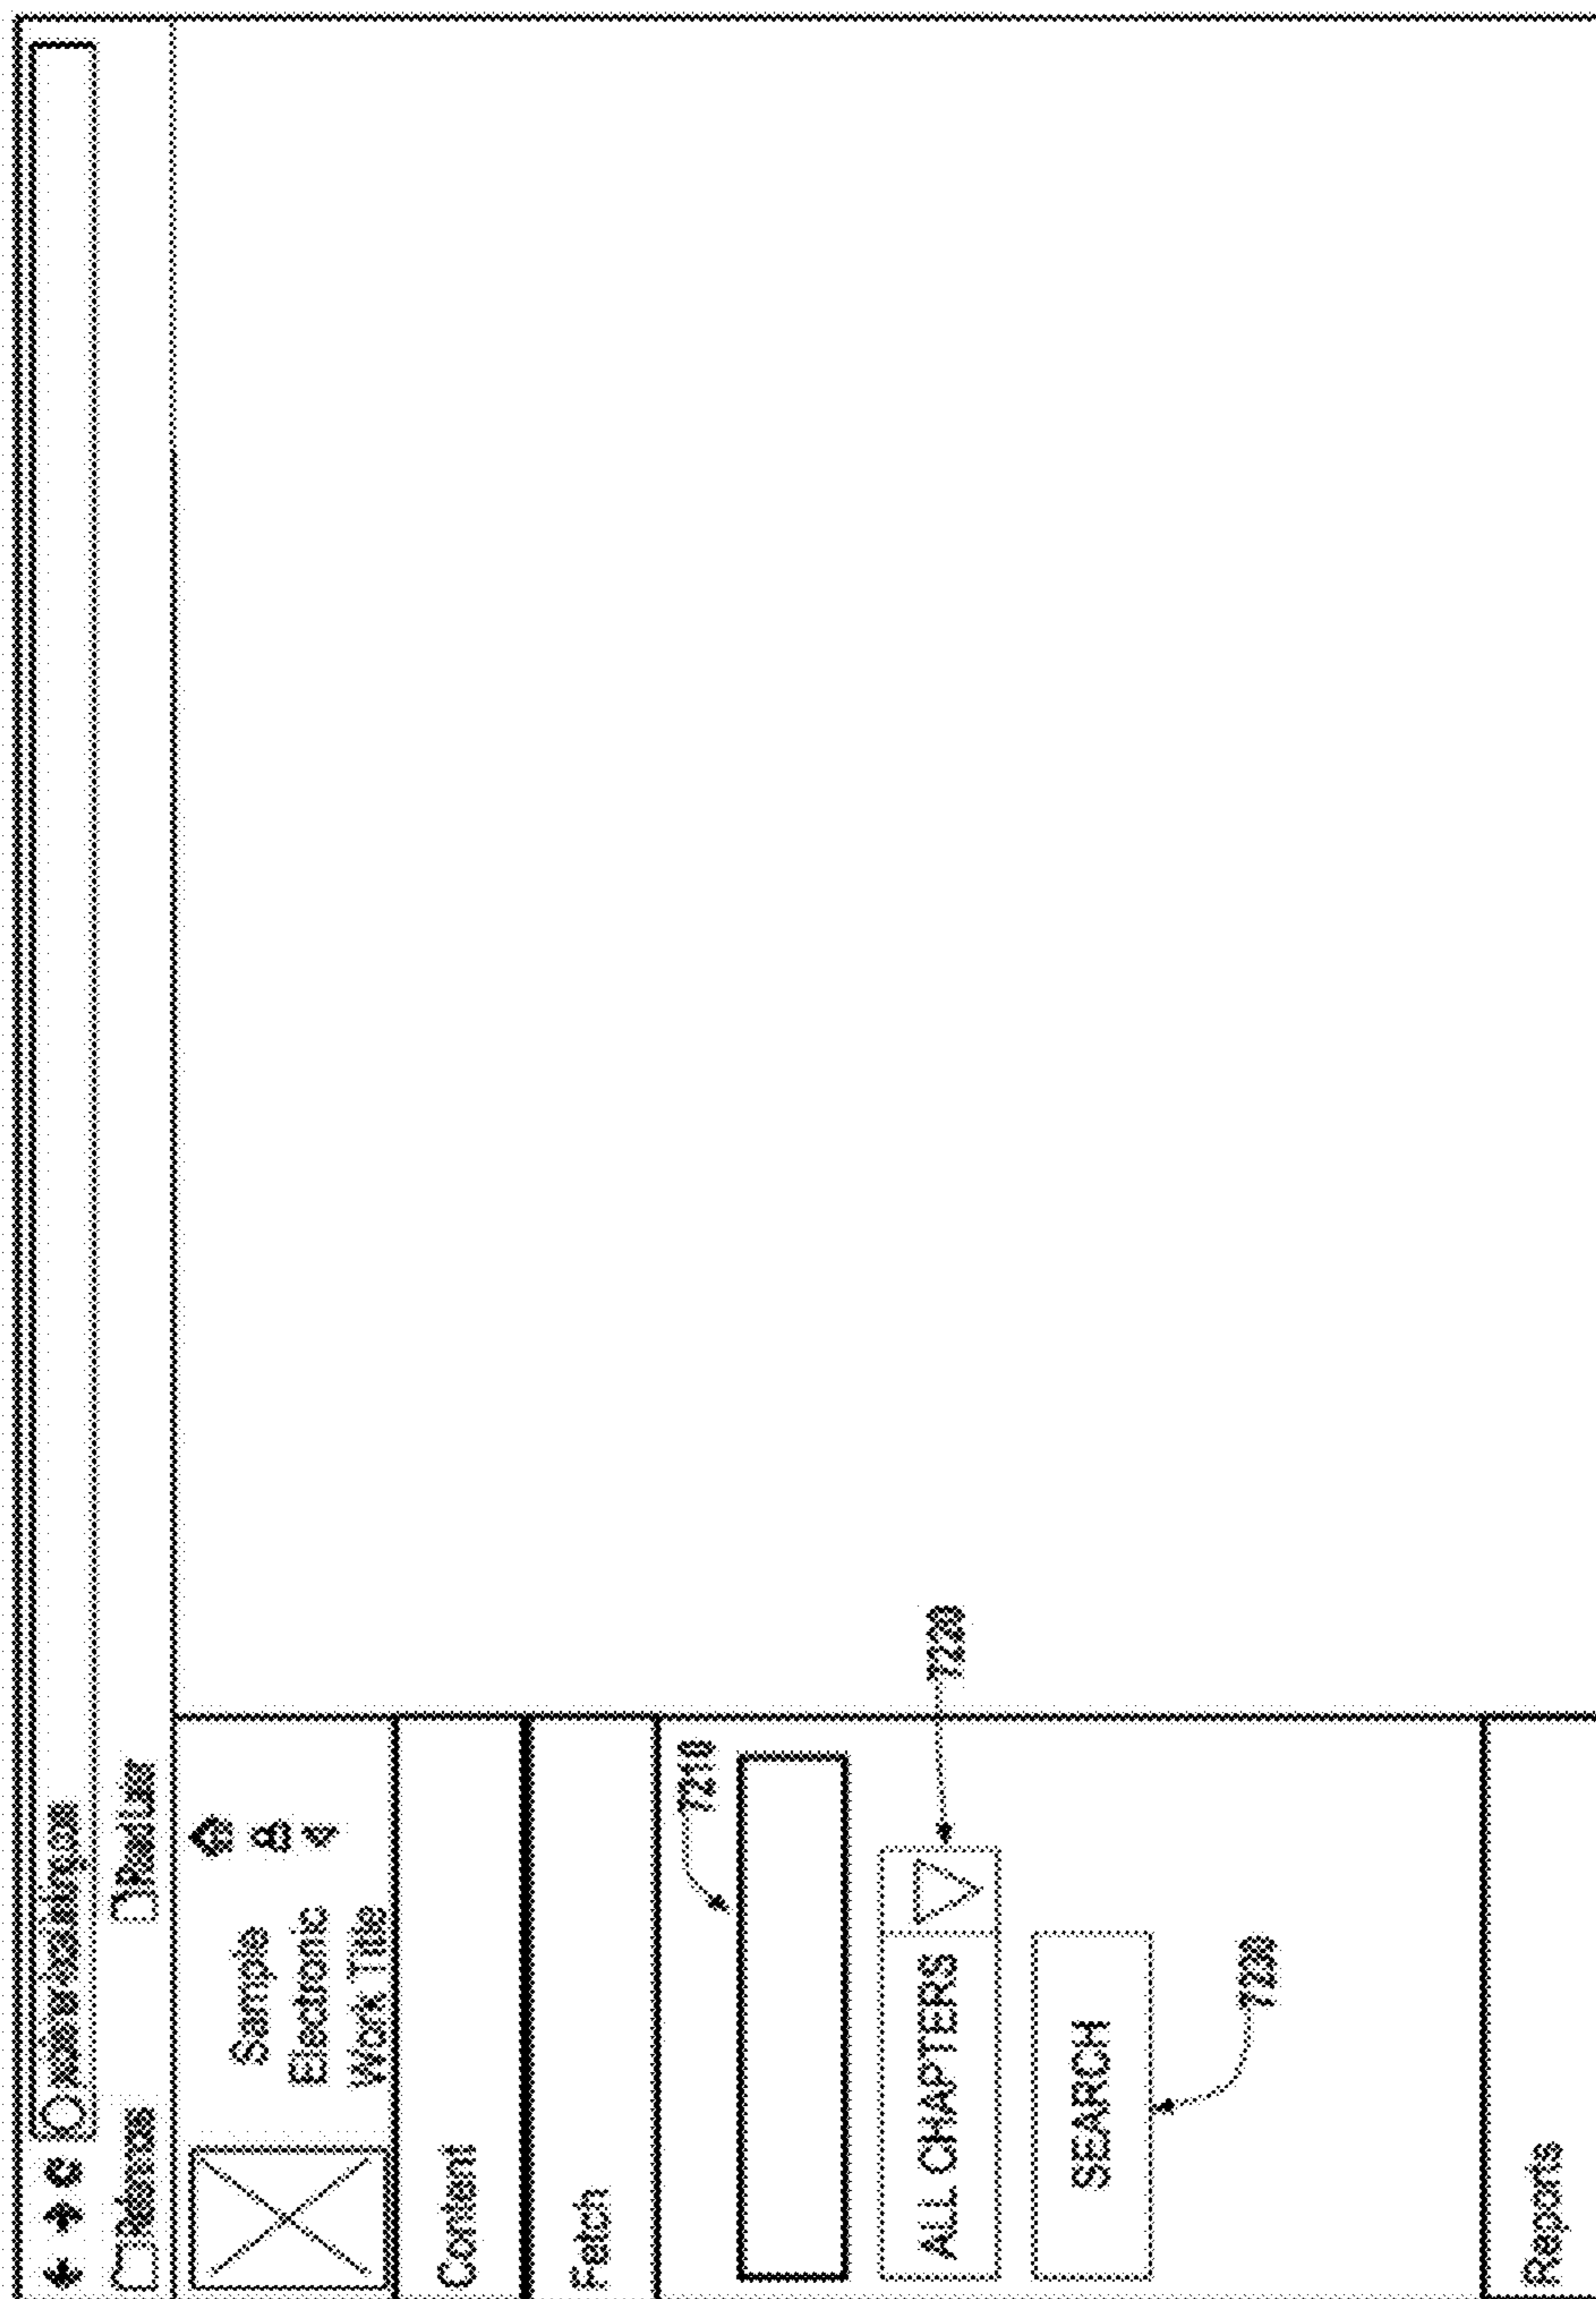 Sample
Electronic
Work Title
Content
Fetch
7210
ALL CHAPTERS
7220
SEARCH
7230
Reports